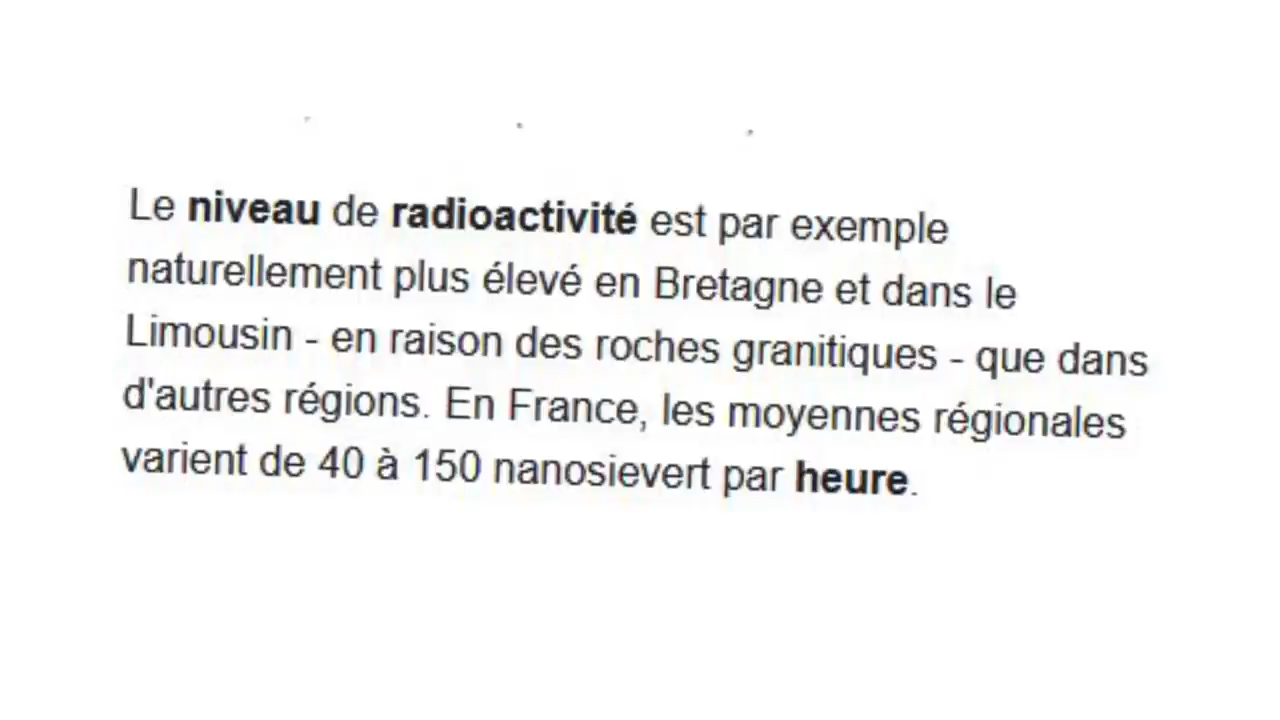 Le niveau de radioactivité est par exemple
naturellement plus élevé en Bretagne et dans le
Limousin - en raison des roches granitiques - que dans
d'autres régions. En France, les moyennes régionales
varient de 40 à 150 nanosievert par heure.